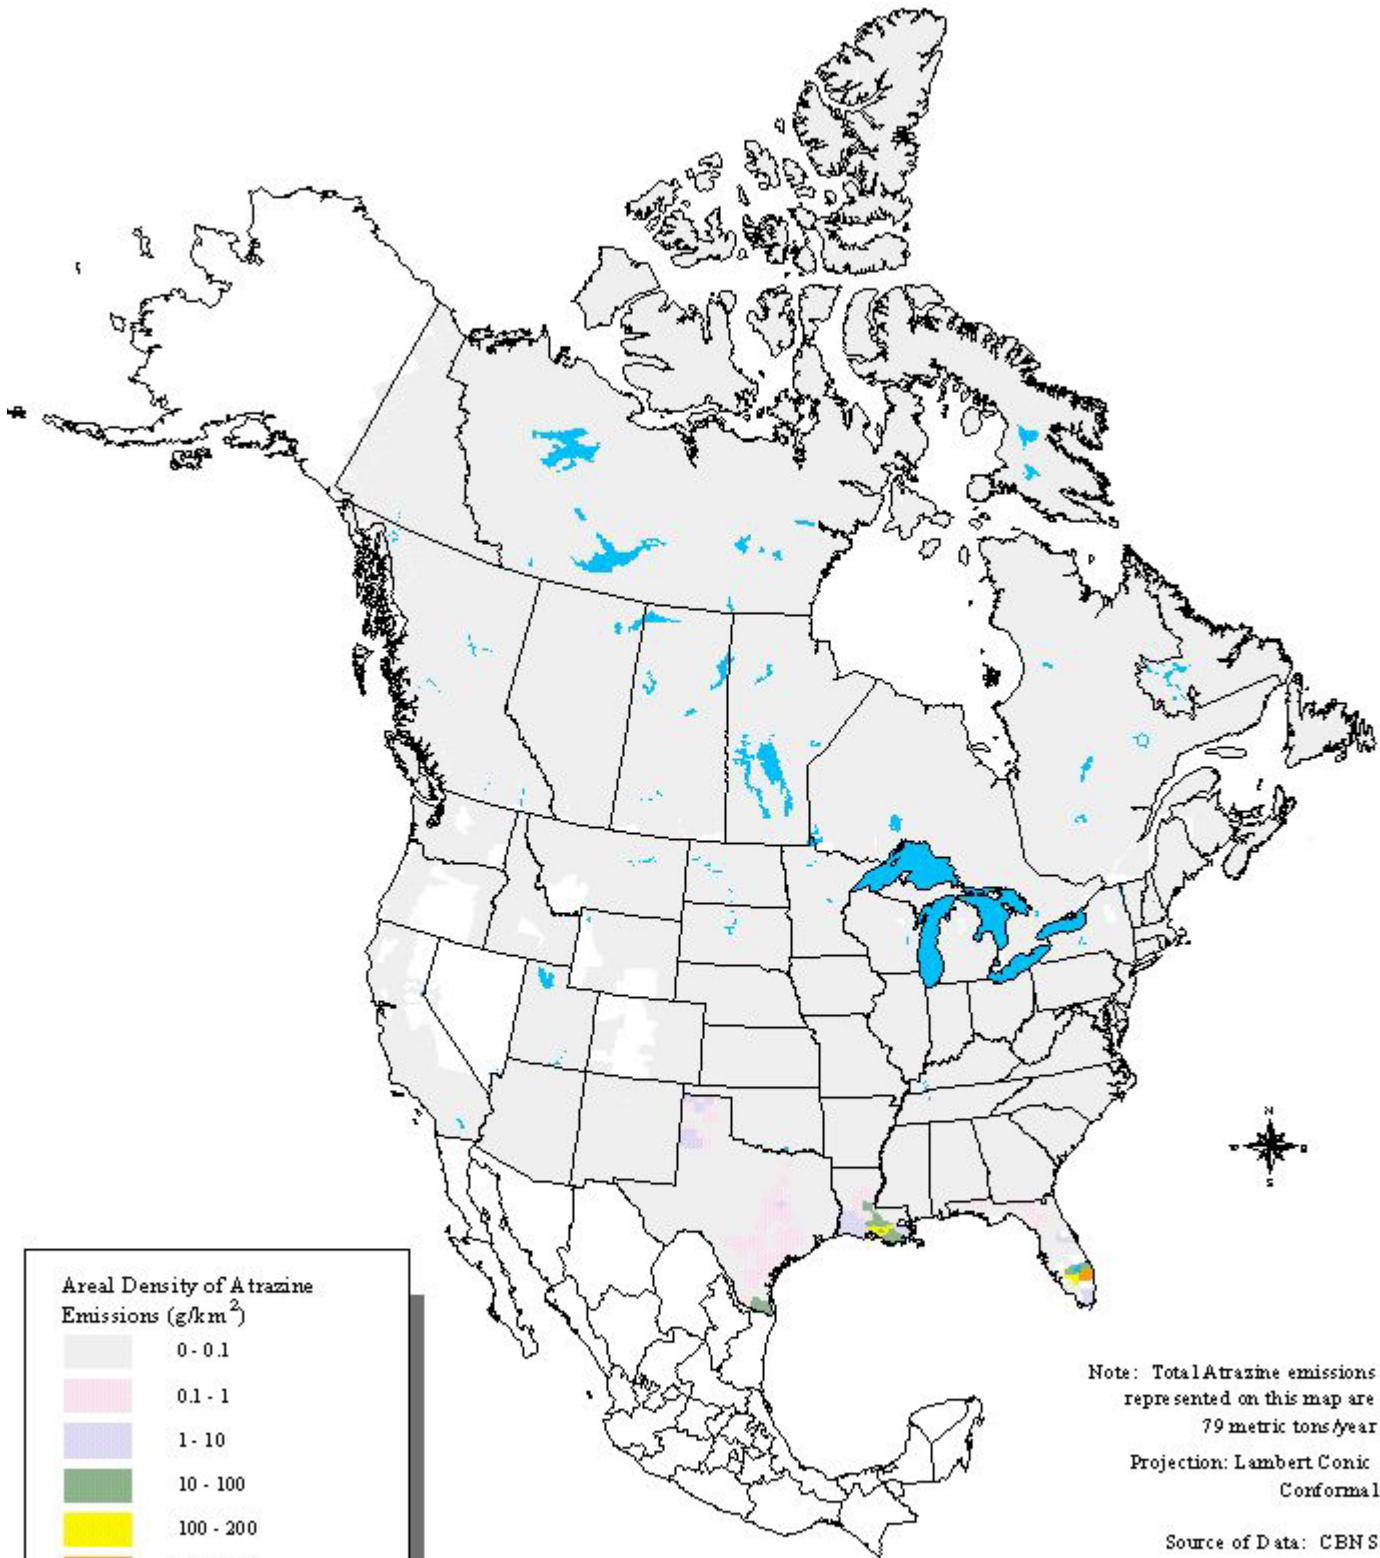 N
S
Areal Density of Atrazine
Emissions (g/km2)
0 - 0.1
0.1 - 1
1 - 10
10 - 100
100 - 200
Note: Total Atrazine emissions
represented on this map are
79 metric tons/year
Projection: Lambert Conic
Conformal
Source of Data: CBNS